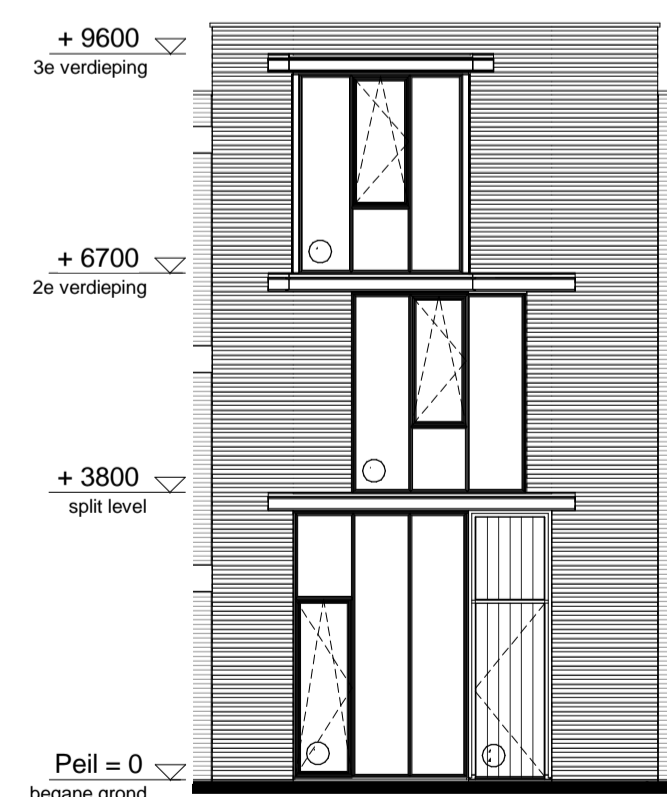 + 9600
3e verdieping
+ 6700
2e verdieping
+ 3800
split level
Peil = 0
begane grond